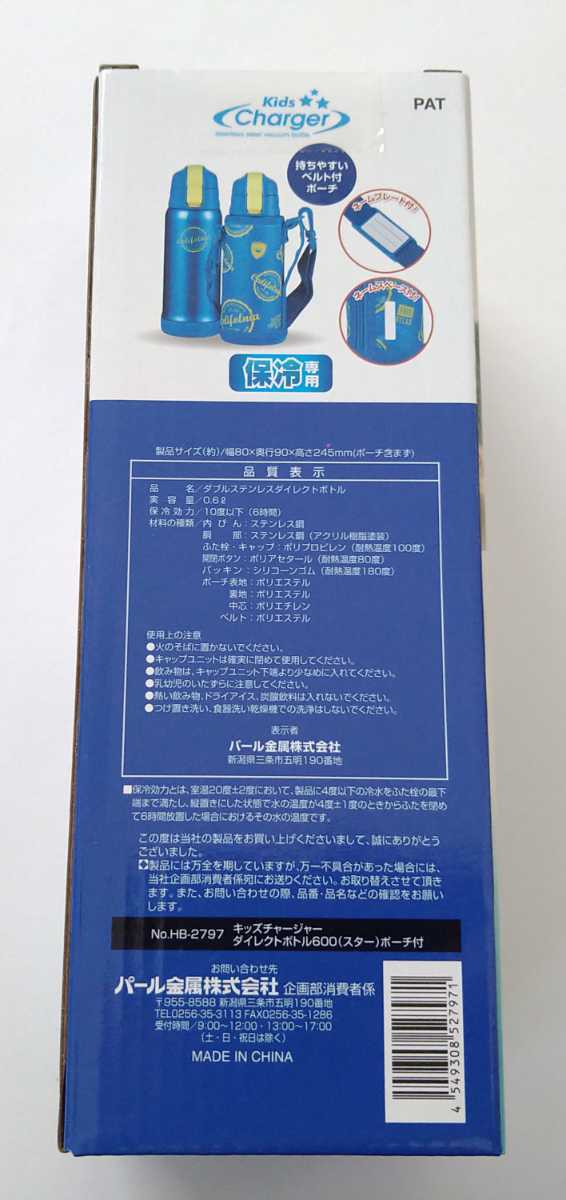 Kids
Charger
stainless steel vacuum bottle
PAT
持ちやすい
ベルト付
ポーチ
ネームプレート付!
ネームスペース付!
保冷専用
製品サイズ(約)/幅80×奥行90×高さ245mm(ポーチ含まず)
品質表示
品名/ダブルステンレスダイレクトボトル
実容量/0.6ℓ
保冷効力/10度以下(6時間)
材料の種類/内びん:ステンレス鋼
胴部:ステンレス鋼(アクリル樹脂塗装)
ふた栓・キャップ:ポリプロピレン(耐熱温度100度)
開閉ボタン:ポリアセタール(耐熱温度80度)
パッキン:シリコーンゴム(耐熱温度180度)
ポーチ表地:ポリエステル
裏地:ポリエステル
中芯:ポリエチレン
ベルト:ポリエステル
使用上の注意
●火のそばに置かないでください。
●キャップユニットは確実に閉めて使用してください。
●飲み物は、キャップユニット下端より少なめに入れてください。
●乳幼児のいたずらに注意してください。
●熱い飲み物、ドライアイス、炭酸飲料は入れないでください。
●つけ置き洗い、食器洗い乾燥機での洗浄はしないでください。
表示者
パール金属株式会社
新潟県三条市五明190番地
■保冷効力とは、室温20度±2度において、製品に4度以下の冷水をふた栓の最下
端まで満たし、縦置きにした状態で水の温度が4度±1度のときからふたを閉め
て6時間放置した場合におけるその水の温度です。
この度は当社の製品をお買い上げくださいまして、誠にありがとう
ございました。
✥製品には万全を期していますが、万一不具合があった場合には、
当社企画部消費者係宛にお送りください。お取り替えさせて頂き
ます。また、お問い合わせの際、品番・品名などの確認をお願い
します。
No.HB-2797 キッズチャージャー
ダイレクトボトル600(スター)ポーチ付
お問い合わせ先
パール金属株式会社 企画部消費者係
〒955-8588 新潟県三条市五明190番地
TEL0256-35-3113 FAX0256-35-1286
受付時間/9:00~12:00・13:00~17:00
(土・日・祝日は除く)
MADE IN CHINA
4 549308 527971